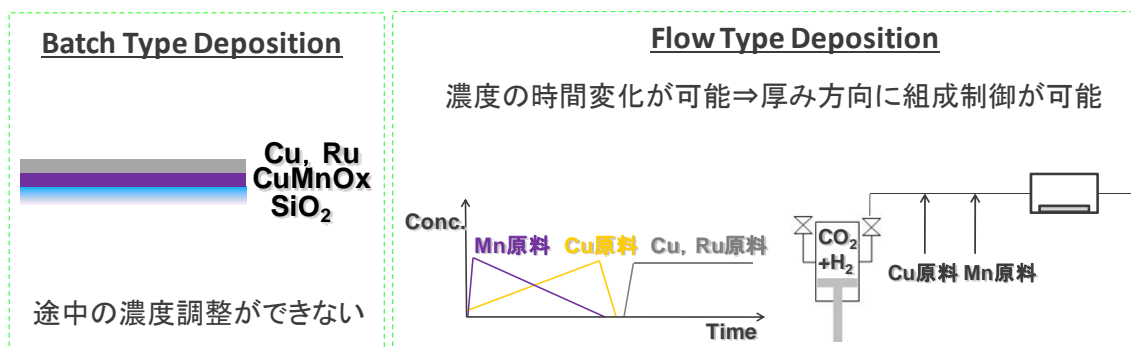 Batch Type Deposition
Cu, Ru
CuMnOx
SiO₂
途中の濃度調整ができない
Flow Type Deposition
濃度の時間変化が可能⇒厚み方向に組成制御が可能
Conc.
Mn原料 Cu原料 Cu, Ru原料
Time
CO₂
+H₂
Cu原料 Mn原料